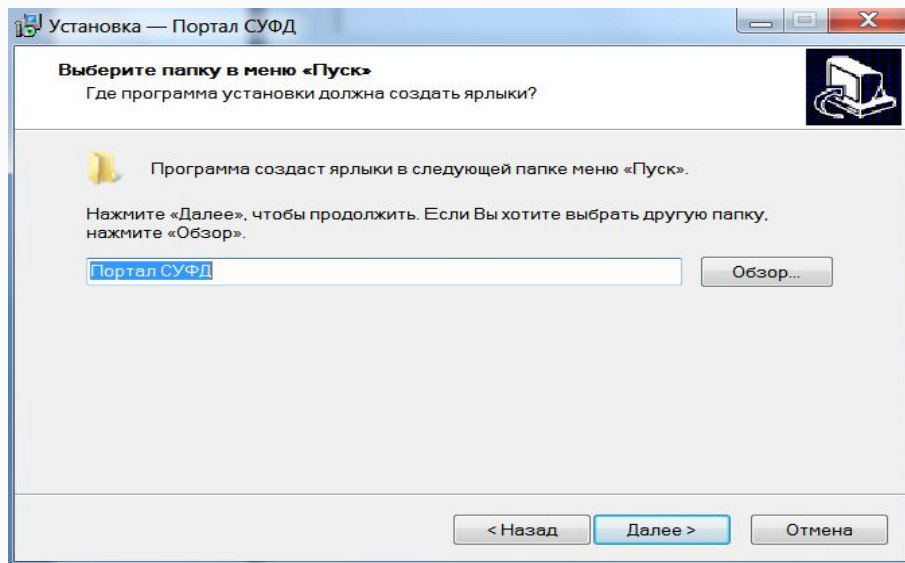 Установка — Портал СУФД
Выберите папку в меню «Пуск»
Где программа установки должна создать ярлыки?
Программа создаст ярлыки в следующей папке меню «Пуск».
Нажмите «Далее», чтобы продолжить. Если Вы хотите выбрать другую папку,
нажмите «Обзор».
Портал СУФД
Обзор...
< Назад
Далее >
Отмена